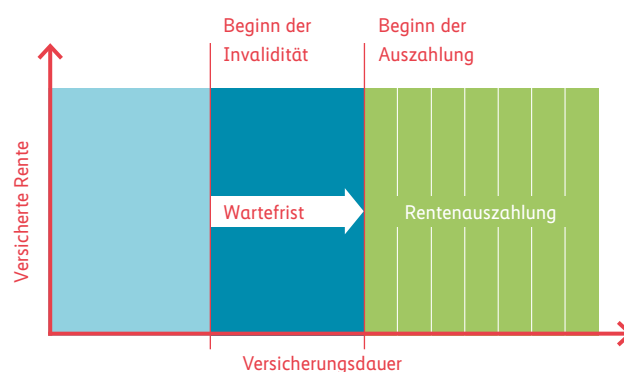 Beginn der
Invalidität
Beginn der
Auszahlung
Versicherte Rente
Wartefrist
Rentenauszahlung
Versicherungsdauer